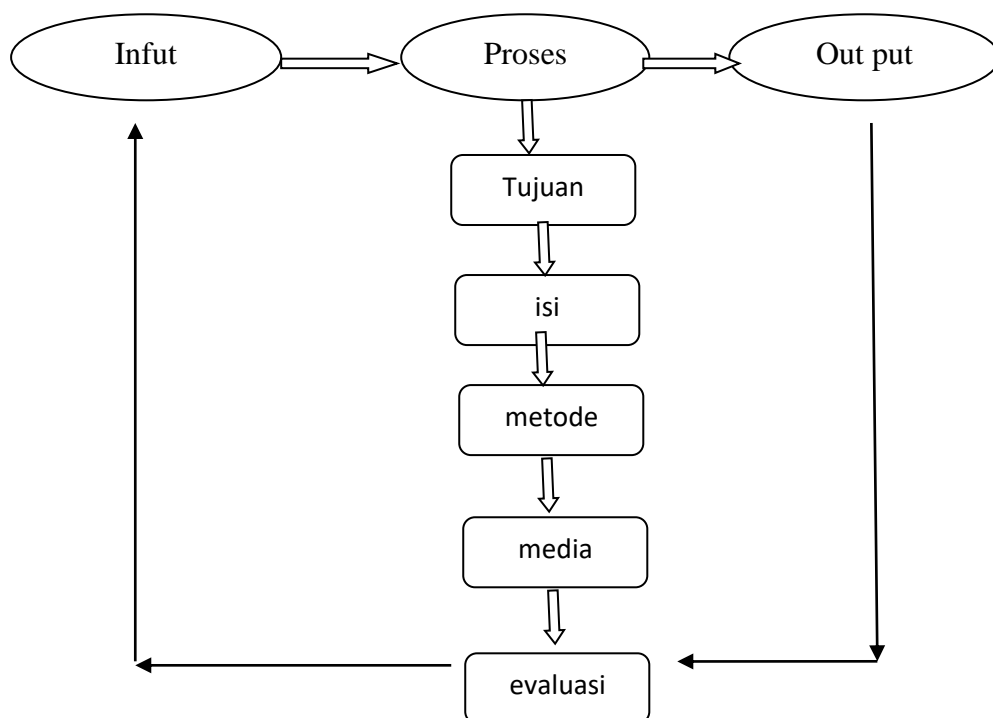 Infut
Proses
Out put
Tujuan
isi
metode
media
evaluasi